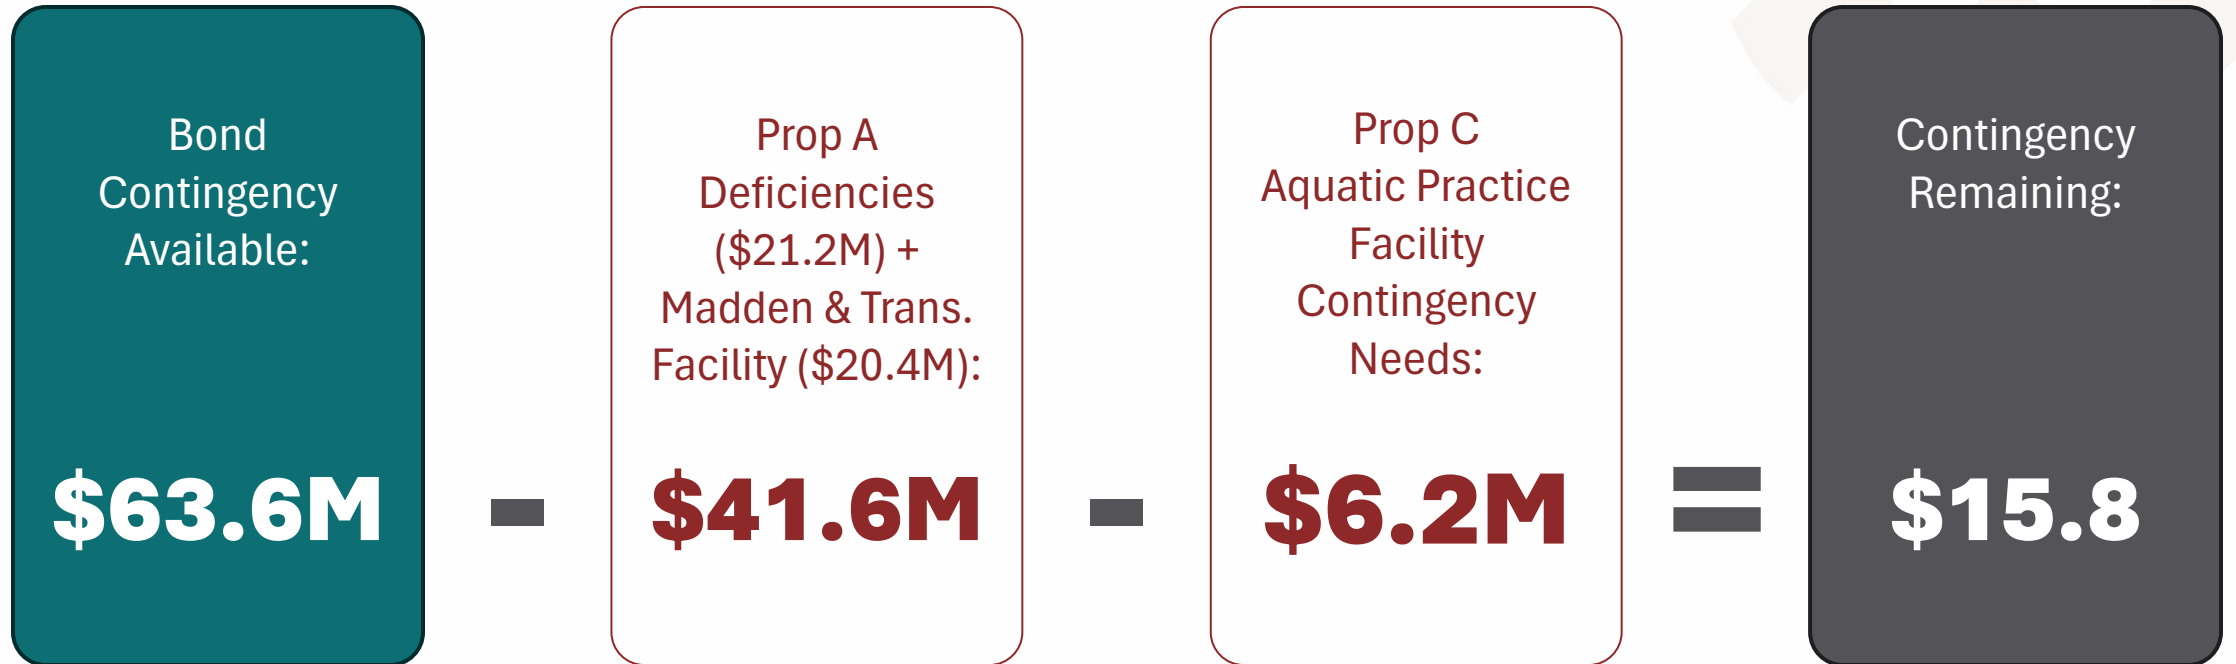 Bond
Contingency
Available:
$63.6M
-
Prop A
Deficiencies
($21.2M) +
Madden & Trans.
Facility ($20.4M):
$41.6M
-
Prop C
Aquatic Practice
Facility
Contingency
Needs:
$6.2M
=
Contingency
Remaining:
$15.8